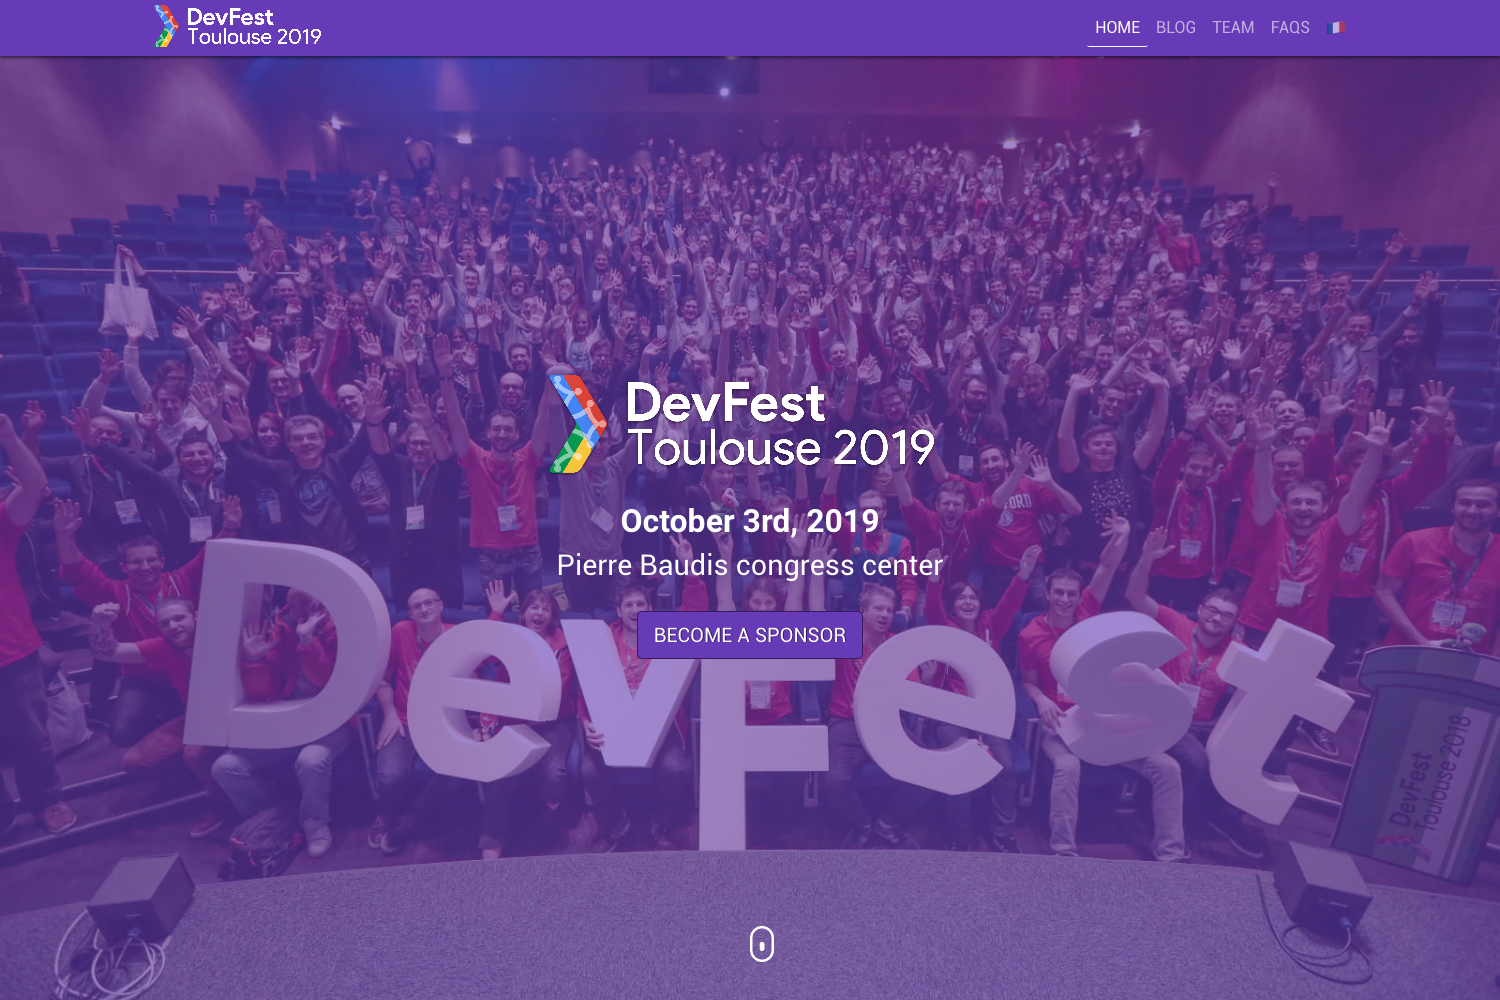 DevFest
Toulouse 2019
HOME BLOG TEAM FAQS
DevFest
Toulouse 2019
October 3rd, 2019
Pierre Baudis congress center
BECOME A SPONSOR
DevFest
DevFest
Toulouse 2018